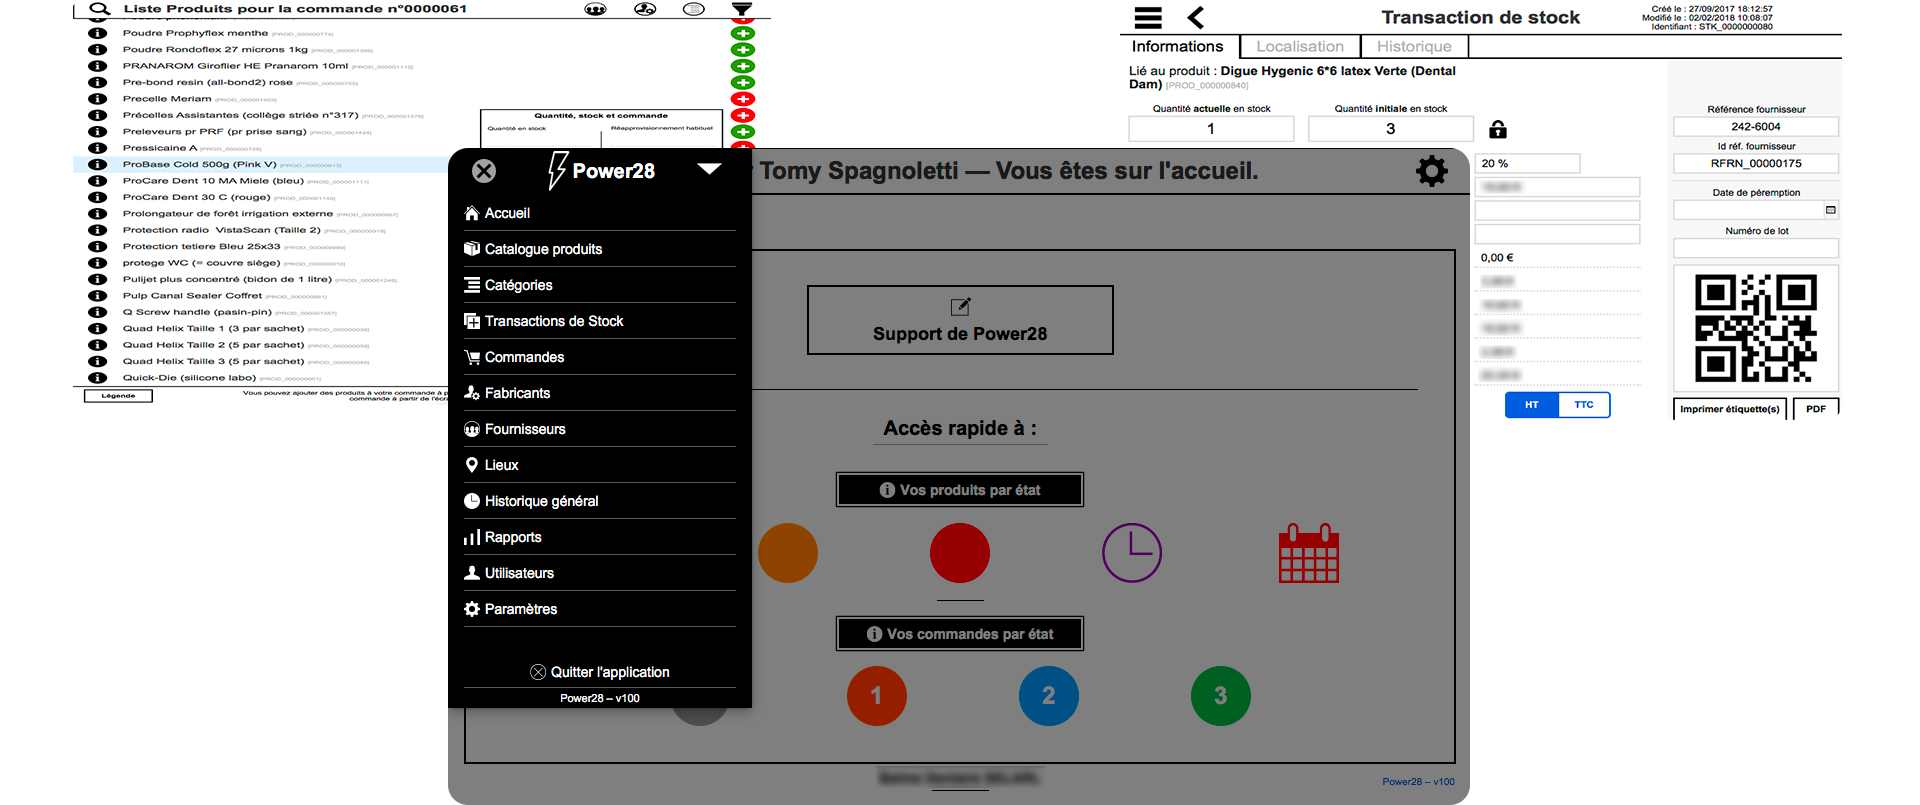 Liste Produits pour la commande n°0000061
Poudre Prophyflex menthe [PROD_000000774]
Poudre Rondoflex 27 microns 1kg
PRANAROM Giroflier HE Pranarom 10ml [PROD_000001112]
Pre-bond resin (all-bond2) rose
Precelle Meriam [PROD_000001403]
Précelles Assistantes (collège striée n°317)
Preleveurs pr PRF (pr prise sang) [PROD_000001424]
Pressicaine A
ProBase Cold 500g (Pink V)
ProCare Dent 10 MA Miele (bleu) [PROD_000001111]
ProCare Dent 30 C (rouge)
Prolongateur de forêt irrigation externe
Protection radio VistaScan (Taille 2)
Protection tetiere Bleu 25x33
protege WC (= couvre siège)
Pulijet plus concentré (bidon de 1 litre)
Pulp Canal Sealer Coffret
Q Screw handle (pasin-pin)
Quad Helix Taille 1 (3 par sachet)
Quad Helix Taille 2 (5 par sachet)
Quad Helix Taille 3 (5 par sachet)
Quick-Die (silicone labo) [PROD_000000001]
Légende
Vous pouvez ajouter des produits à votre commande à p
commande à partir de l'écra
Quantité, stock et commande
Quantité en stock
Réapprovisionnement habituel
Transaction de stock
Créé le : 27/09/2017 18:12:57
Modifié le : 02/02/2018 10:08:07
Identifiant : STK_0000000080
Informations
Localisation
Historique
Lié au produit : Digue Hygenic 6*6 latex Verte (Dental
Dam) [PROD_000000840]
Quantité actuelle en stock
Quantité initiale en stock
1
3
20 %
0,00 €
HT
TTC
Référence fournisseur
242-6004
Id réf. fournisseur
RFRN_00000175
Date de péremption
Numéro de lot
Imprimer étiquette(s)
PDF
Power28
Accueil
Catalogue produits
Catégories
Transactions de Stock
Commandes
Fabricants
Fournisseurs
Lieux
Historique général
Rapports
Utilisateurs
Paramètres
Quitter l'application
Power28 – v100
Tomy Spagnoletti — Vous êtes sur l'accueil.
Support de Power28
Accès rapide à :
Vos produits par état
Vos commandes par état
1
2
3
Power28 – v100